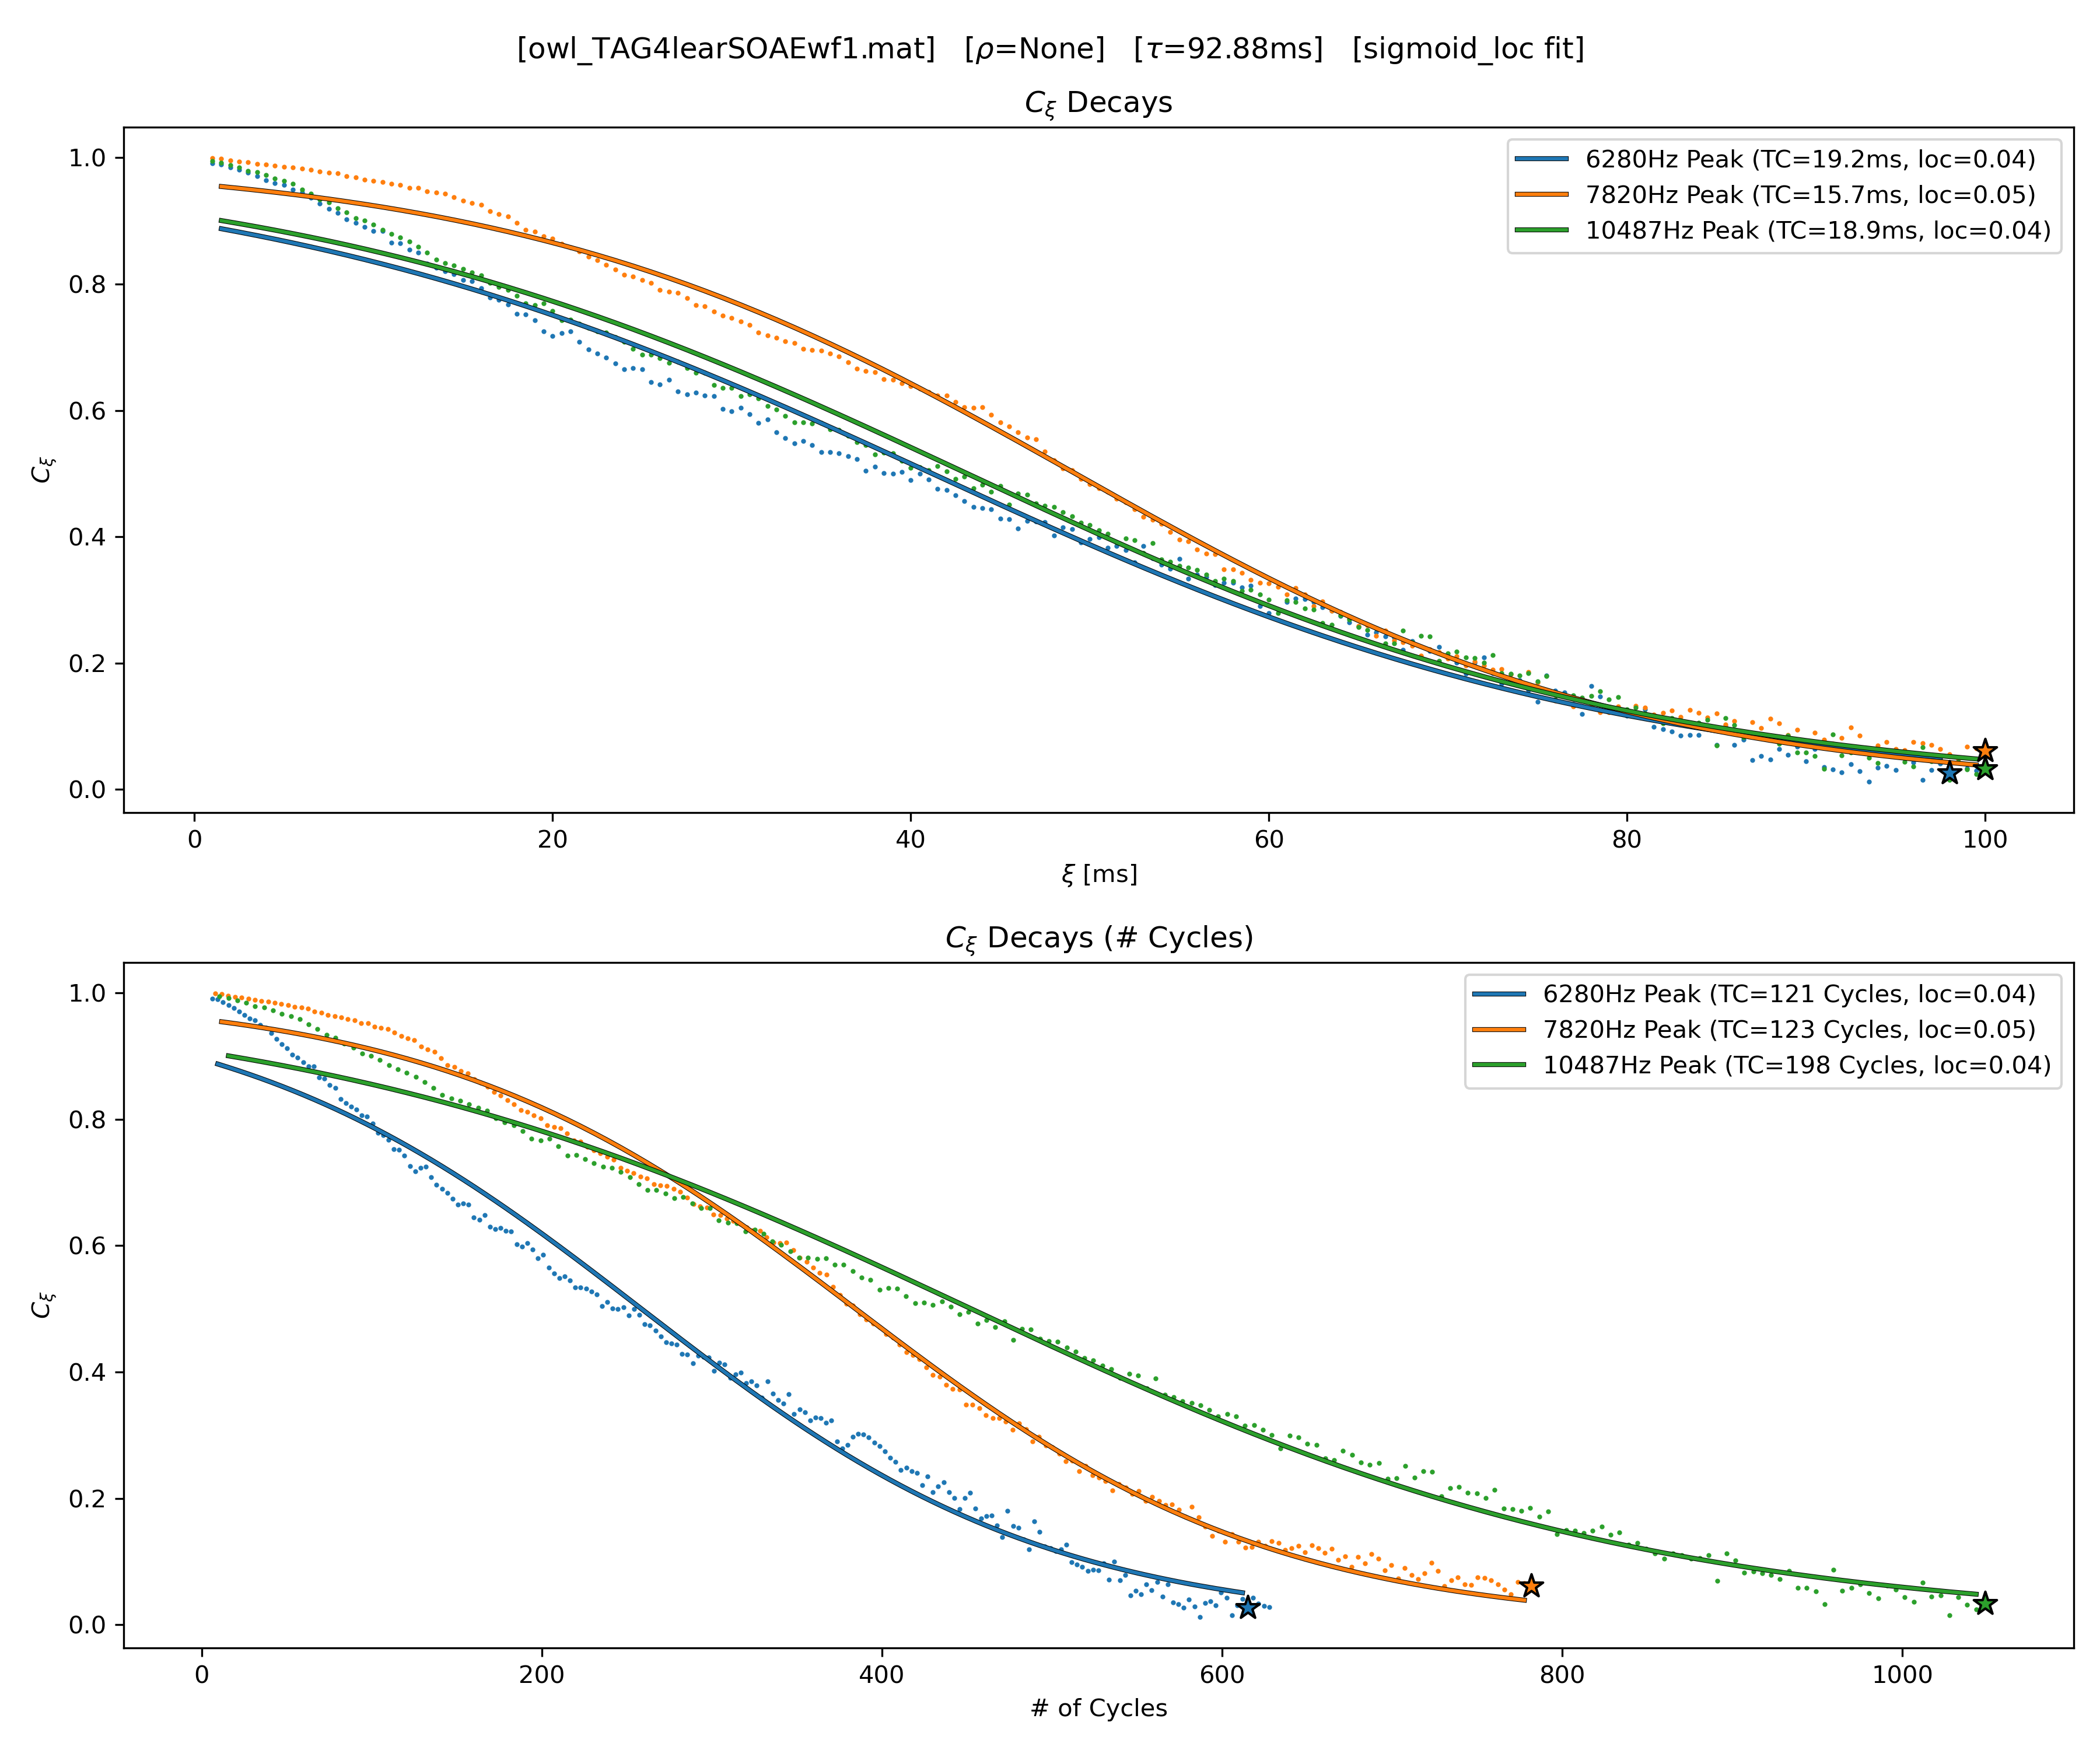 [owl_TAG4learSOAEwf1.mat]   [ρ=None]   [τ=92.88ms]   [sigmoid_loc fit]
C_ξ Decays
1.0
0.8
0.6
0.4
0.2
0.0
C_ξ
6280Hz Peak (TC=19.2ms, loc=0.04)
7820Hz Peak (TC=15.7ms, loc=0.05)
10487Hz Peak (TC=18.9ms, loc=0.04)
0 20 40 60 80 100
ξ [ms]
C_ξ Decays (# Cycles)
1.0
0.8
0.6
0.4
0.2
0.0
C_ξ
6280Hz Peak (TC=121 Cycles, loc=0.04)
7820Hz Peak (TC=123 Cycles, loc=0.05)
10487Hz Peak (TC=198 Cycles, loc=0.04)
0 200 400 600 800 1000
# of Cycles